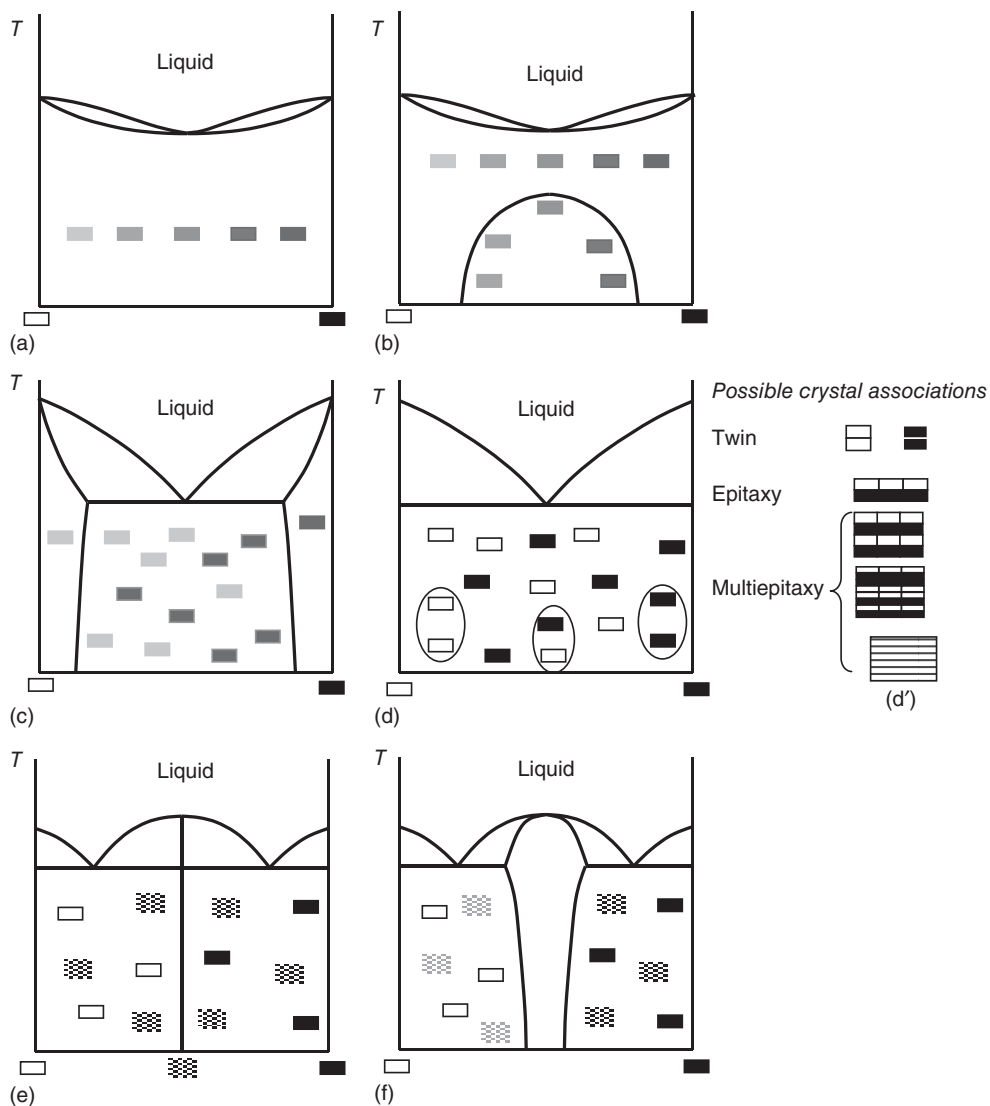 T
Liquid
(a)
T
Liquid
(b)
T
Liquid
(c)
T
Liquid
(d)
Possible crystal associations
Twin
Epitaxy
Multiepitaxy
(d′)
T
Liquid
(e)
T
Liquid
(f)